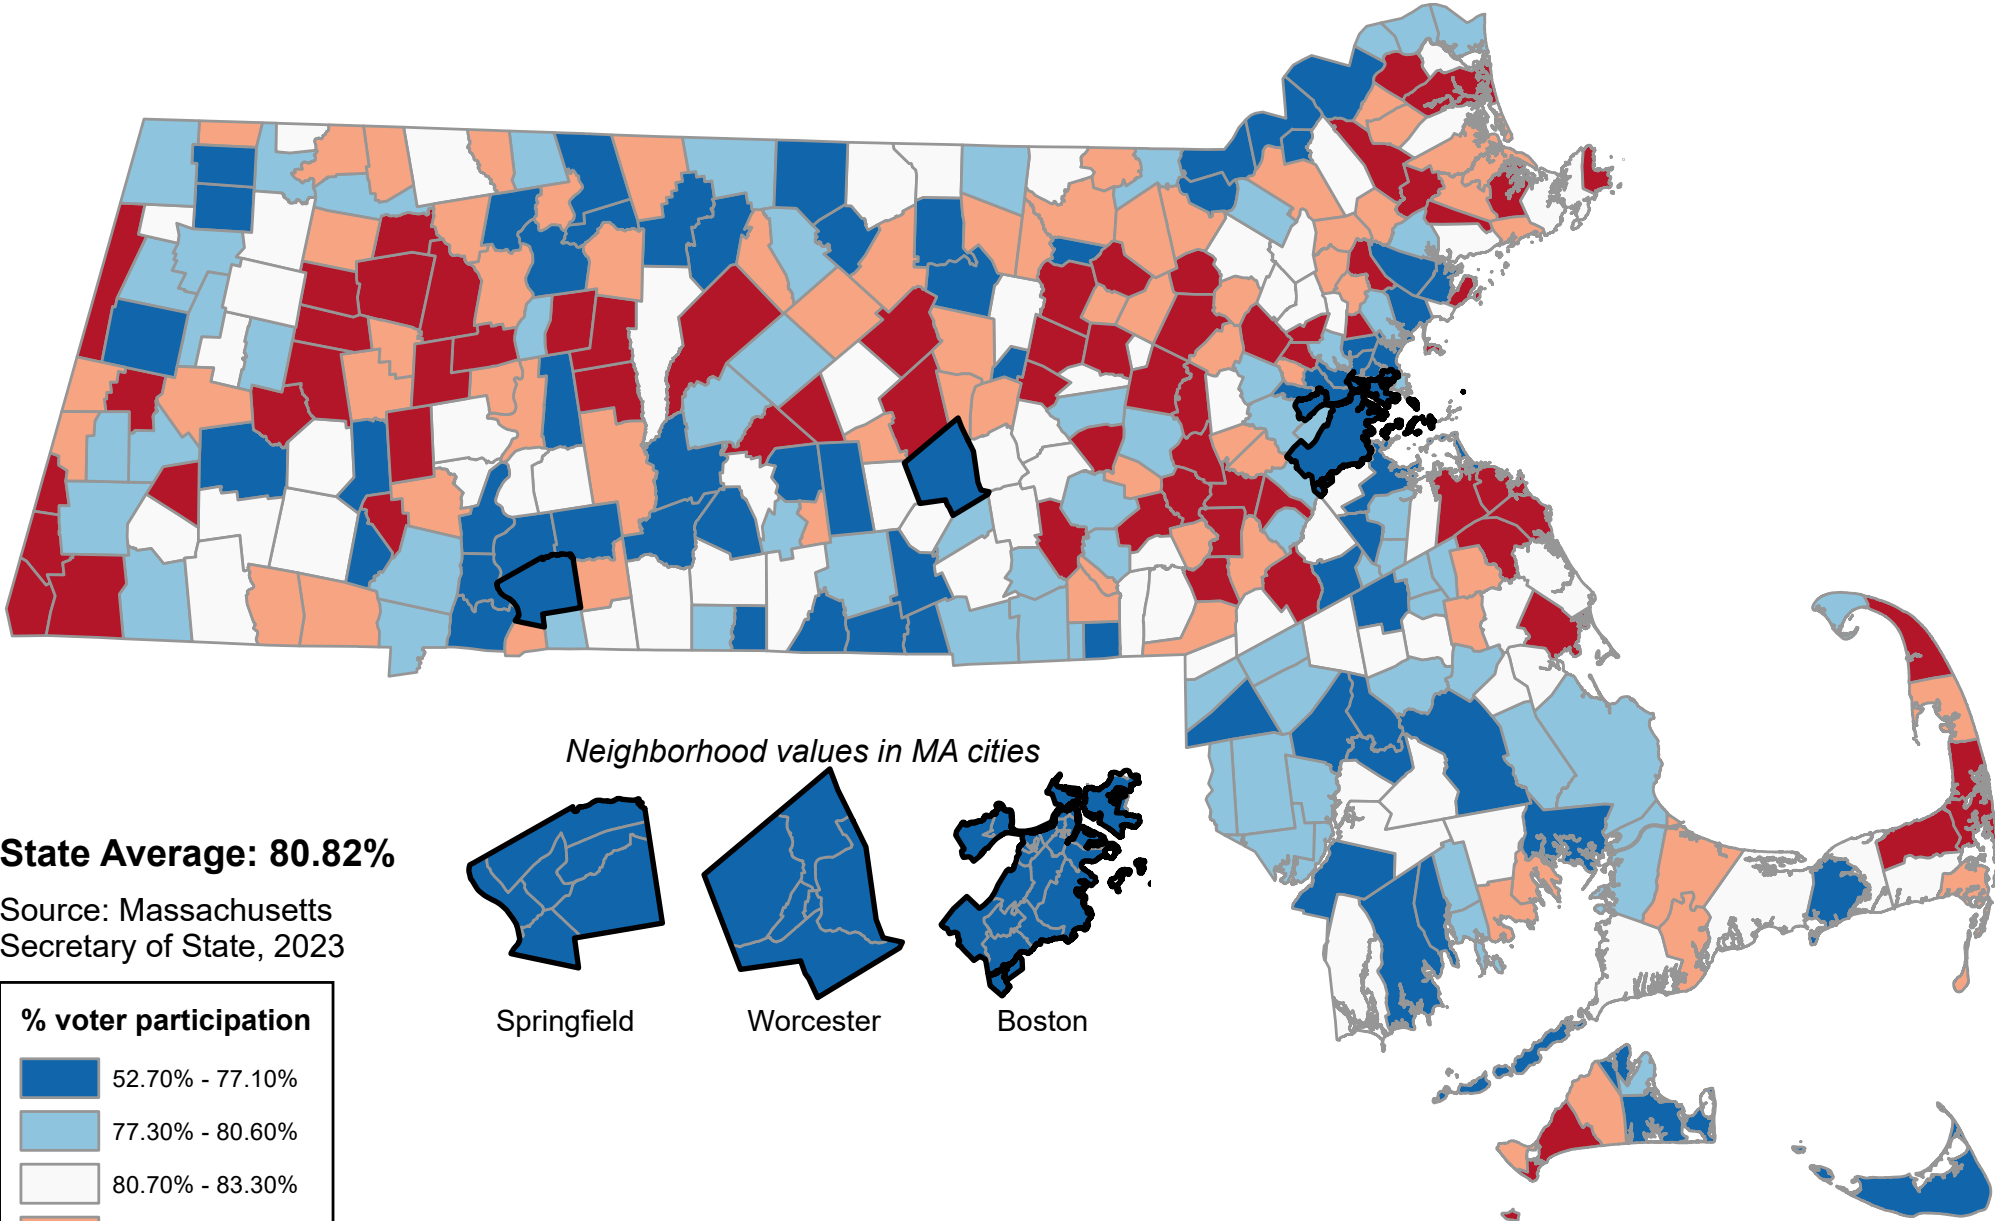 Neighborhood values in MA cities
State Average: 80.82%
Source: Massachusetts
Secretary of State, 2023
Springfield
Worcester
Boston
% voter participation
52.70% - 77.10%
77.30% - 80.60%
80.70% - 83.30%